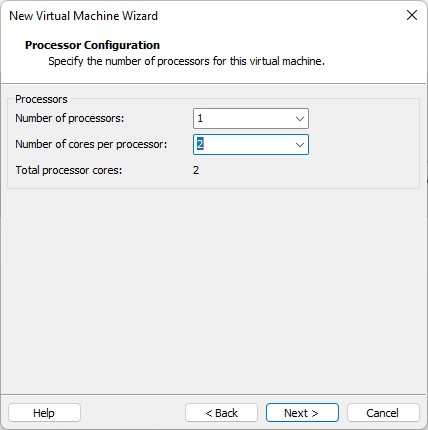 New Virtual Machine Wizard
Processor Configuration
Specify the number of processors for this virtual machine.
Processors
Number of processors: 1
Number of cores per processor: 2
Total processor cores: 2
Help < Back Next > Cancel